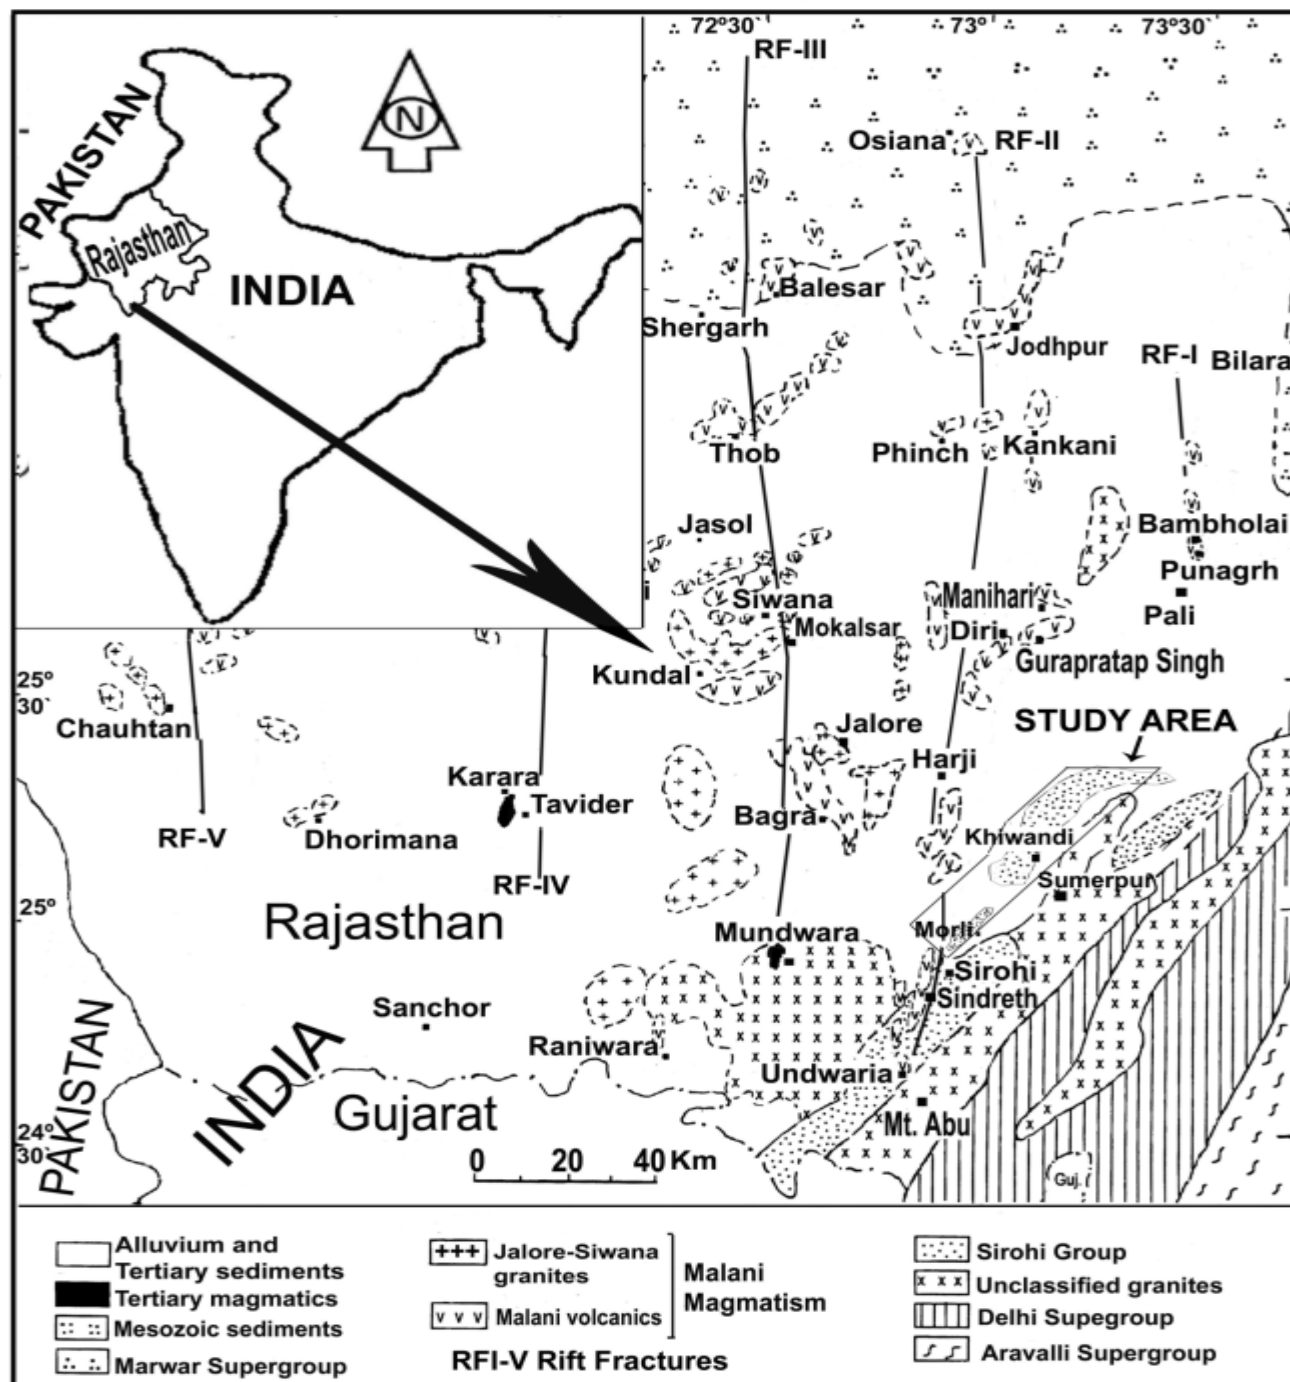 72°30`
73°
73°30`
RF-III
PAKISTAN
N
Osiana
RF-II
Rajasthan
INDIA
Balesar
Shergarh
Jodhpur
RF-I
Bilara
Thob
Phinch
Kankani
Jasol
Bambholai
Punagrh
Siwana
Manihari
Pali
Mokalsar
Diri
Gurapratap Singh
Kundal
25°
30`
Chauhtan
STUDY AREA
Jalore
Harji
Karara
Tavider
Bagra
RF-V
Dhorimana
Khiwandi
RF-IV
Sumerpur
25°
Rajasthan
Mundwara
Morli
Sirohi
Sindreth
Sanchor
PAKISTAN
INDIA
Raniwara
Undwaria
Gujarat
Mt. Abu
24°
30`
0 20 40 Km
Guj.
Alluvium and
Tertiary sediments
Tertiary magmatics
Mesozoic sediments
Marwar Supergroup
Jalore-Siwana
granites
Malani volcanics
Malani
Magmatism
RFI-V Rift Fractures
Sirohi Group
Unclassified granites
Delhi Supegroup
Aravalli Supergroup